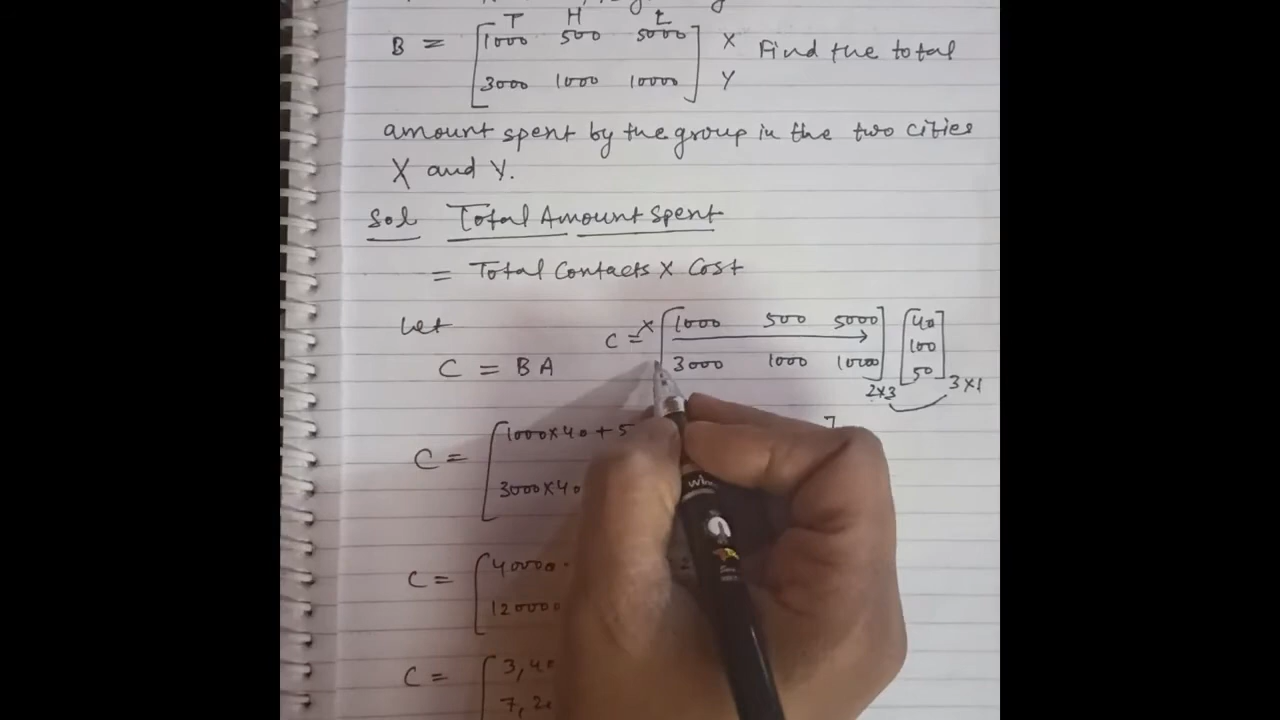 T H L
B = [1000 500 5000] X Find the total
[3000 1000 10000] Y
amount spent by the group in the two cities
X and Y.
Sol Total Amount Spent
= Total Contacts X Cost
Let
C = X [1000 500 5000] [40
100
50]
[3000 1000 10000] 2x3 3x1
C = BA
C = [1000x40+5
3000x40
C = [40000
120000
2
C = [3,40
7,20